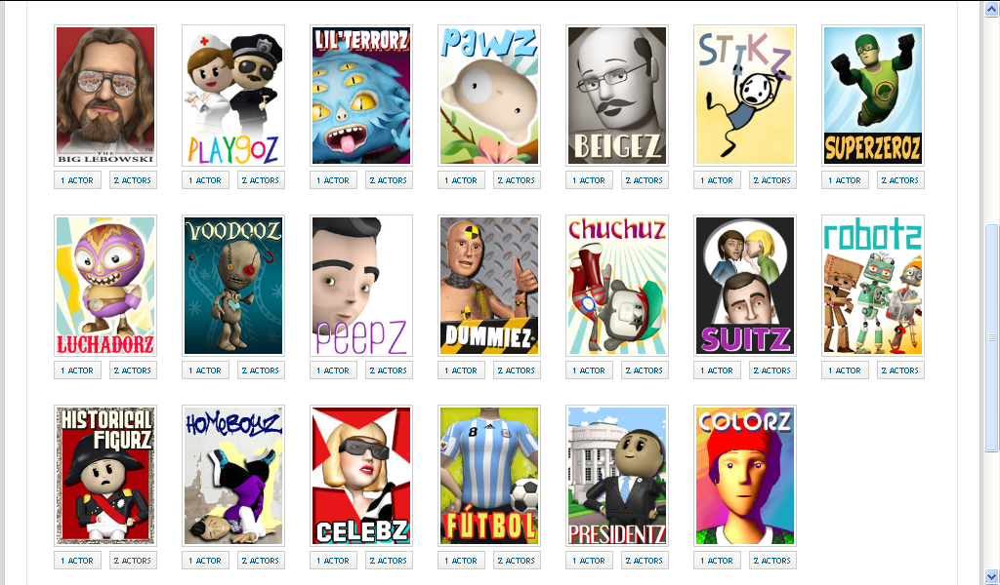 LIL'TERRORZ
PAWZ
STIKZ
THE
BIG LEBOWSKI
PLAYGOZ
BEIGEZ
SUPERZEROZ
1 ACTOR 2 ACTORS 1 ACTOR 2 ACTORS 1 ACTOR 2 ACTORS 1 ACTOR 2 ACTORS 1 ACTOR 2 ACTORS 1 ACTOR 2 ACTORS 1 ACTOR 2 ACTORS
VOODOOZ
CHUCHUZ
robotz
LUCHADORZ
PEEPZ
DUMMIEZ
SUITZ
1 ACTOR 2 ACTORS 1 ACTOR 2 ACTORS 1 ACTOR 2 ACTORS 1 ACTOR 2 ACTORS 1 ACTOR 2 ACTORS 1 ACTOR 2 ACTORS 1 ACTOR 2 ACTORS
HISTORICAL
FIGURZ
HOMEBOYZ
COLORZ
8
CELEBZ
FÚTBOL
PRESIDENTZ
1 ACTOR 2 ACTORS 1 ACTOR 2 ACTORS 1 ACTOR 2 ACTORS 1 ACTOR 2 ACTORS 1 ACTOR 2 ACTORS 1 ACTOR 2 ACTORS